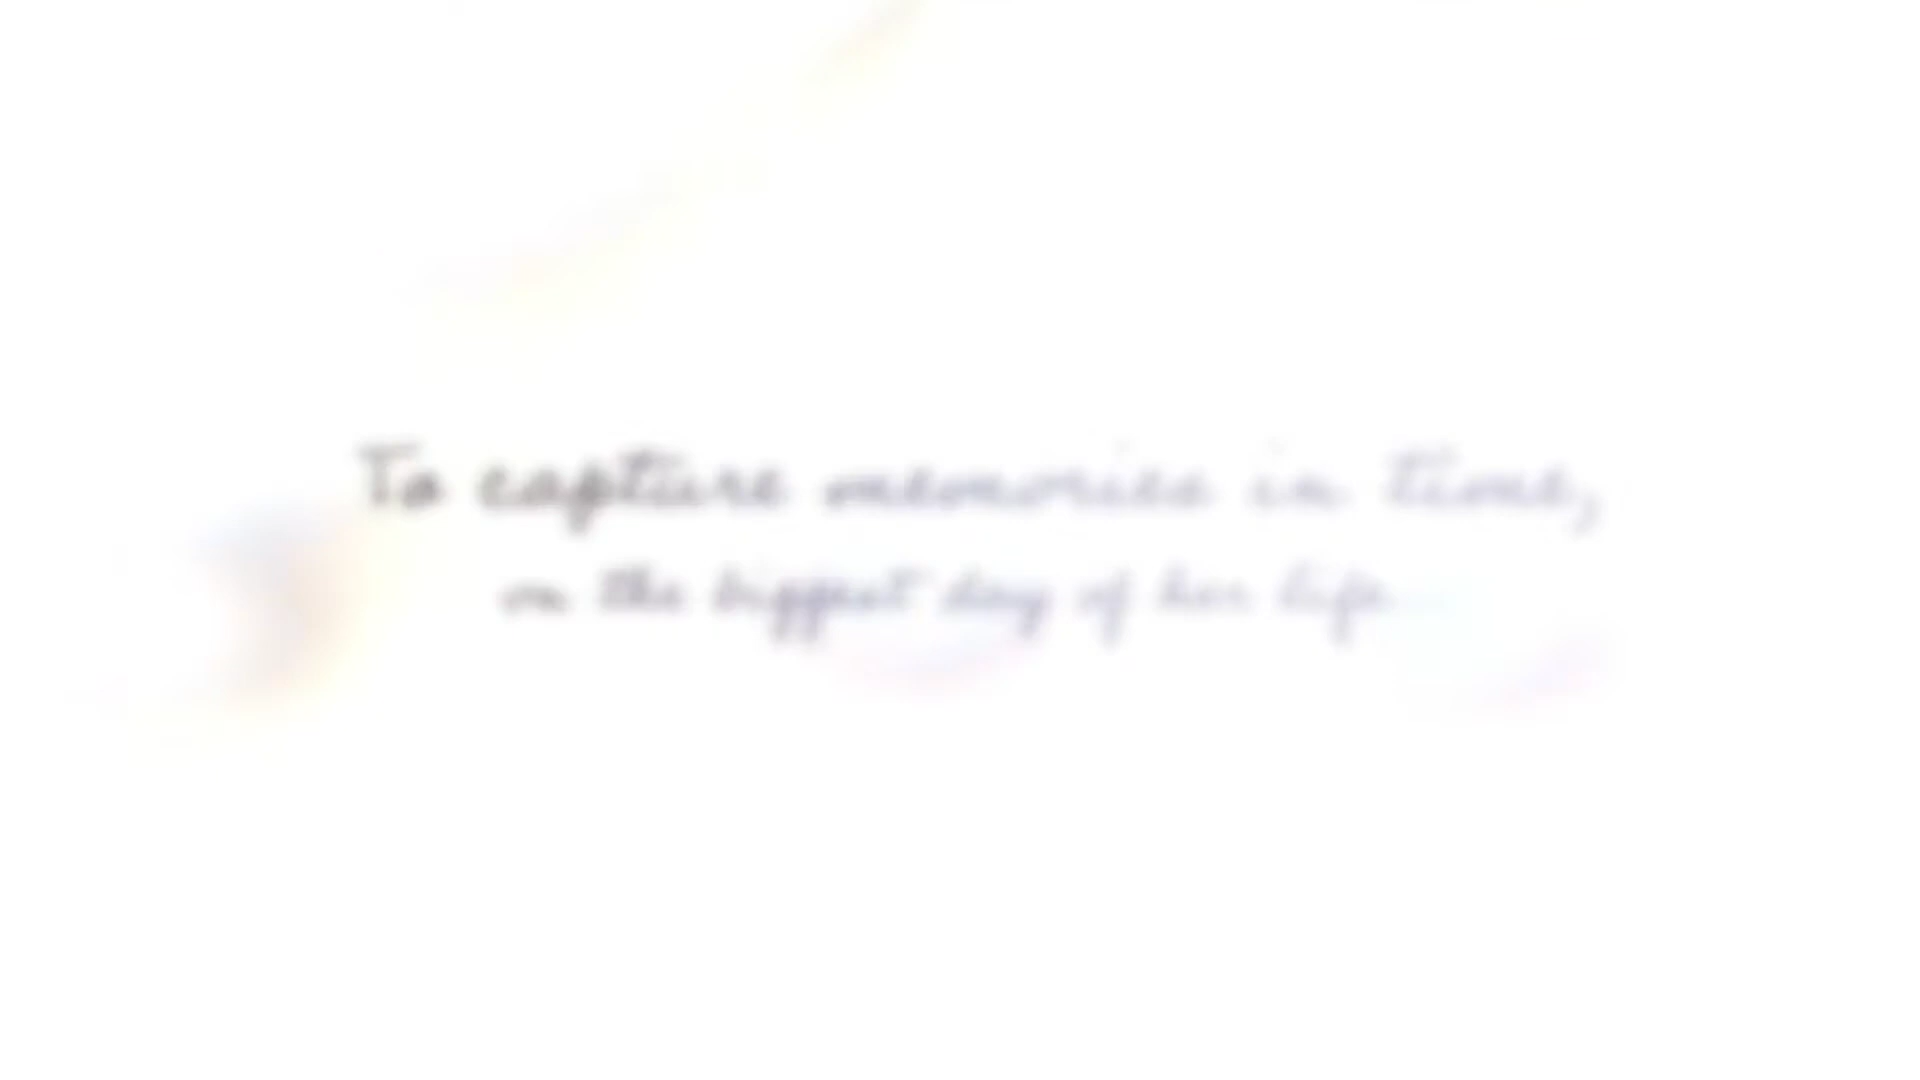 To capture memories in time,
on the biggest day of her life